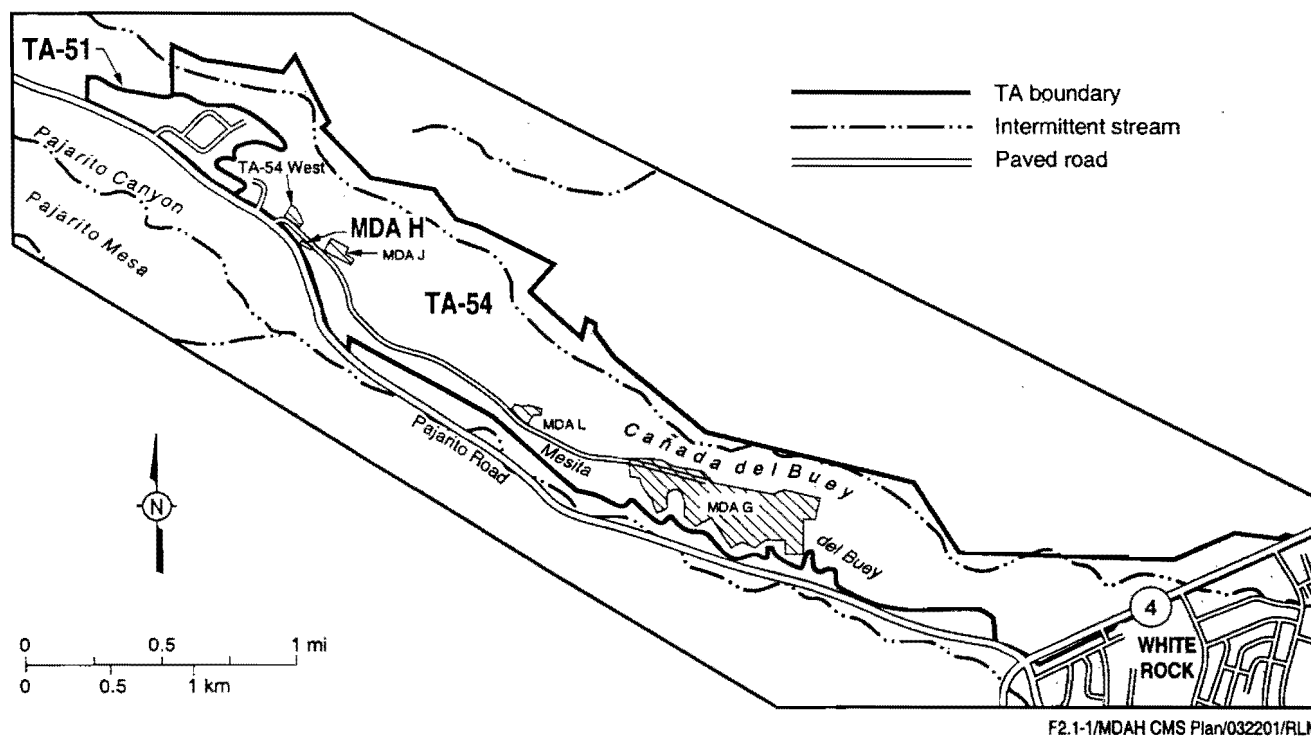 TA-51
TA boundary
Intermittent stream
Paved road
Pajarito Canyon
Pajarito Mesa
TA-54 West
MDA H
MDA J
TA-54
MDA L
Cañada del Buey
Pajarito Road
Mesita
MDA G
del Buey
N
4
WHITE
ROCK
0 0.5 1 mi
0 0.5 1 km
F2.1-1/MDAH CMS Plan/032201/RLM